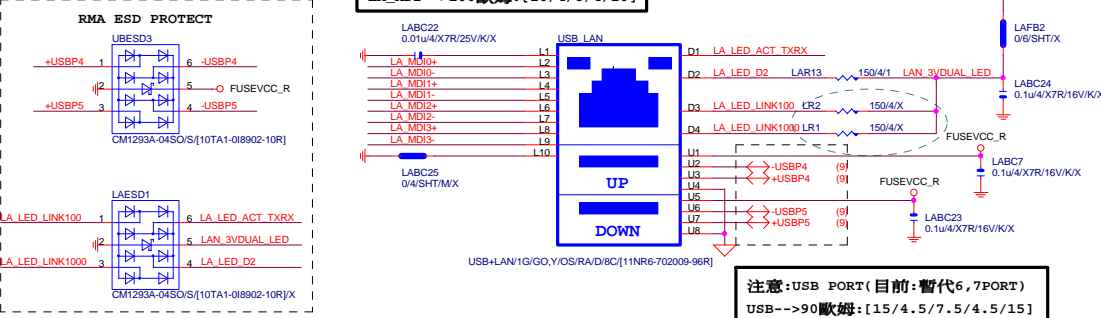 RMA ESD PROTECT
UBESD3
+USBP4 1 6 -USBP4
2 5 FUSEVCC_R
+USBP5 3 4 -USBP5
CM1293A-04SO/S/[10TA1-0I8902-10R]
LAESD1
LA_LED_LINK100 1 6 LA_LED_ACT_TXRX
2 5 LAN_3VDUAL_LED
LA_LED_LINK1000 3 4 LA_LED_D2
CM1293A-04SO/S/[10TA1-0I8902-10R]/X
LABC22
0.01u/4/X7R/25V/K/X
USB_LAN
L1
LA_MDI0+ L2
LA_MDI0- L3
LA_MDI1+ L4
LA_MDI1- L5
LA_MDI2+ L6
LA_MDI2- L7
LA_MDI3+ L8
LA_MDI3- L9
L10
LABC25
0/4/SHT/M/X
UP
DOWN
USB+LAN/1G/GO,Y/OS/RA/D/8C/[11NR6-702009-96R]
D1 LA_LED_ACT_TXRX
D2 LA_LED_D2 LAR13 150/4/1 LAN_3VDUAL_LED
D3 LA_LED_LINK100 LR2 150/4/X
D4 LA_LED_LINK1000 LR1 150/4/X
U1
U2 -USBP4 (9)
U3 +USBP4 (9)
U4
U5
U6 -USBP5 (9)
U7 +USBP5 (9)
U8
LAFB2
0/6/SHT/X
LABC24
0.1u/4/X7R/16V/K/X
FUSEVCC_R
LABC7
0.1u/4/X7R/16V/K/X
FUSEVCC_R
LABC23
0.1u/4/X7R/16V/K/X
注意:USB PORT(目前:暫代6,7PORT)
USB-->90歐姆:[15/4.5/7.5/4.5/15]